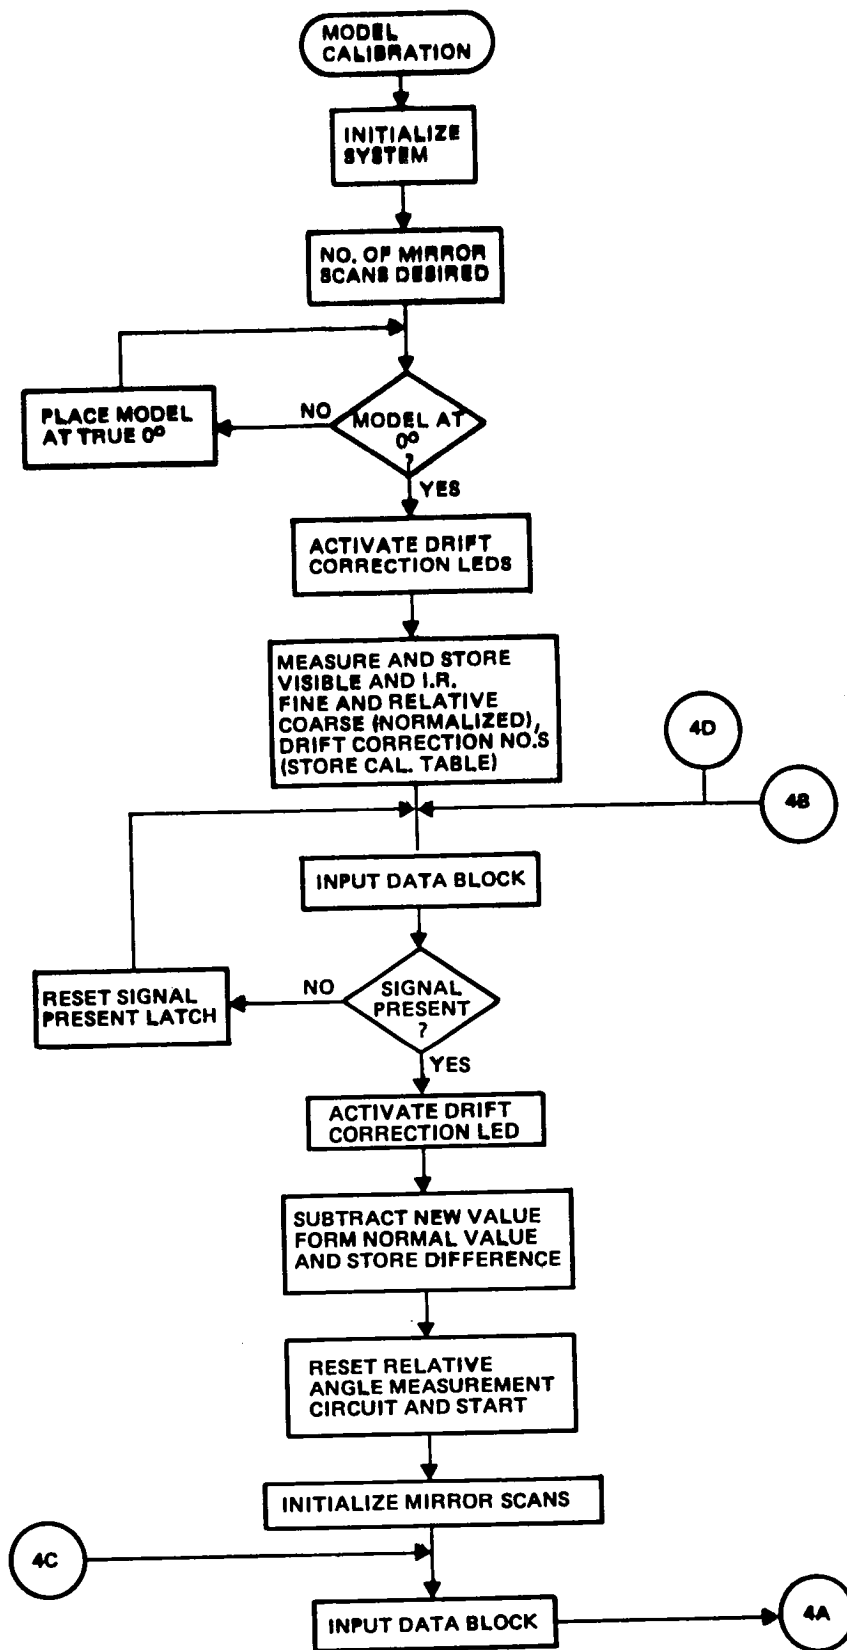 MODEL
CALIBRATION
INITIALIZE
SYSTEM
NO. OF MIRROR
SCANS DESIRED
PLACE MODEL
AT TRUE 0º
NO
MODEL AT
0º
?
YES
ACTIVATE DRIFT
CORRECTION LEDS
MEASURE AND STORE
VISIBLE AND I.R.
FINE AND RELATIVE
COARSE (NORMALIZED),
DRIFT CORRECTION NO.S
(STORE CAL. TABLE)
4D
4B
INPUT DATA BLOCK
RESET SIGNAL
PRESENT LATCH
NO
SIGNAL
PRESENT
?
YES
ACTIVATE DRIFT
CORRECTION LED
SUBTRACT NEW VALUE
FORM NORMAL VALUE
AND STORE DIFFERENCE
RESET RELATIVE
ANGLE MEASUREMENT
CIRCUIT AND START
INITIALIZE MIRROR SCANS
4C
INPUT DATA BLOCK
4A